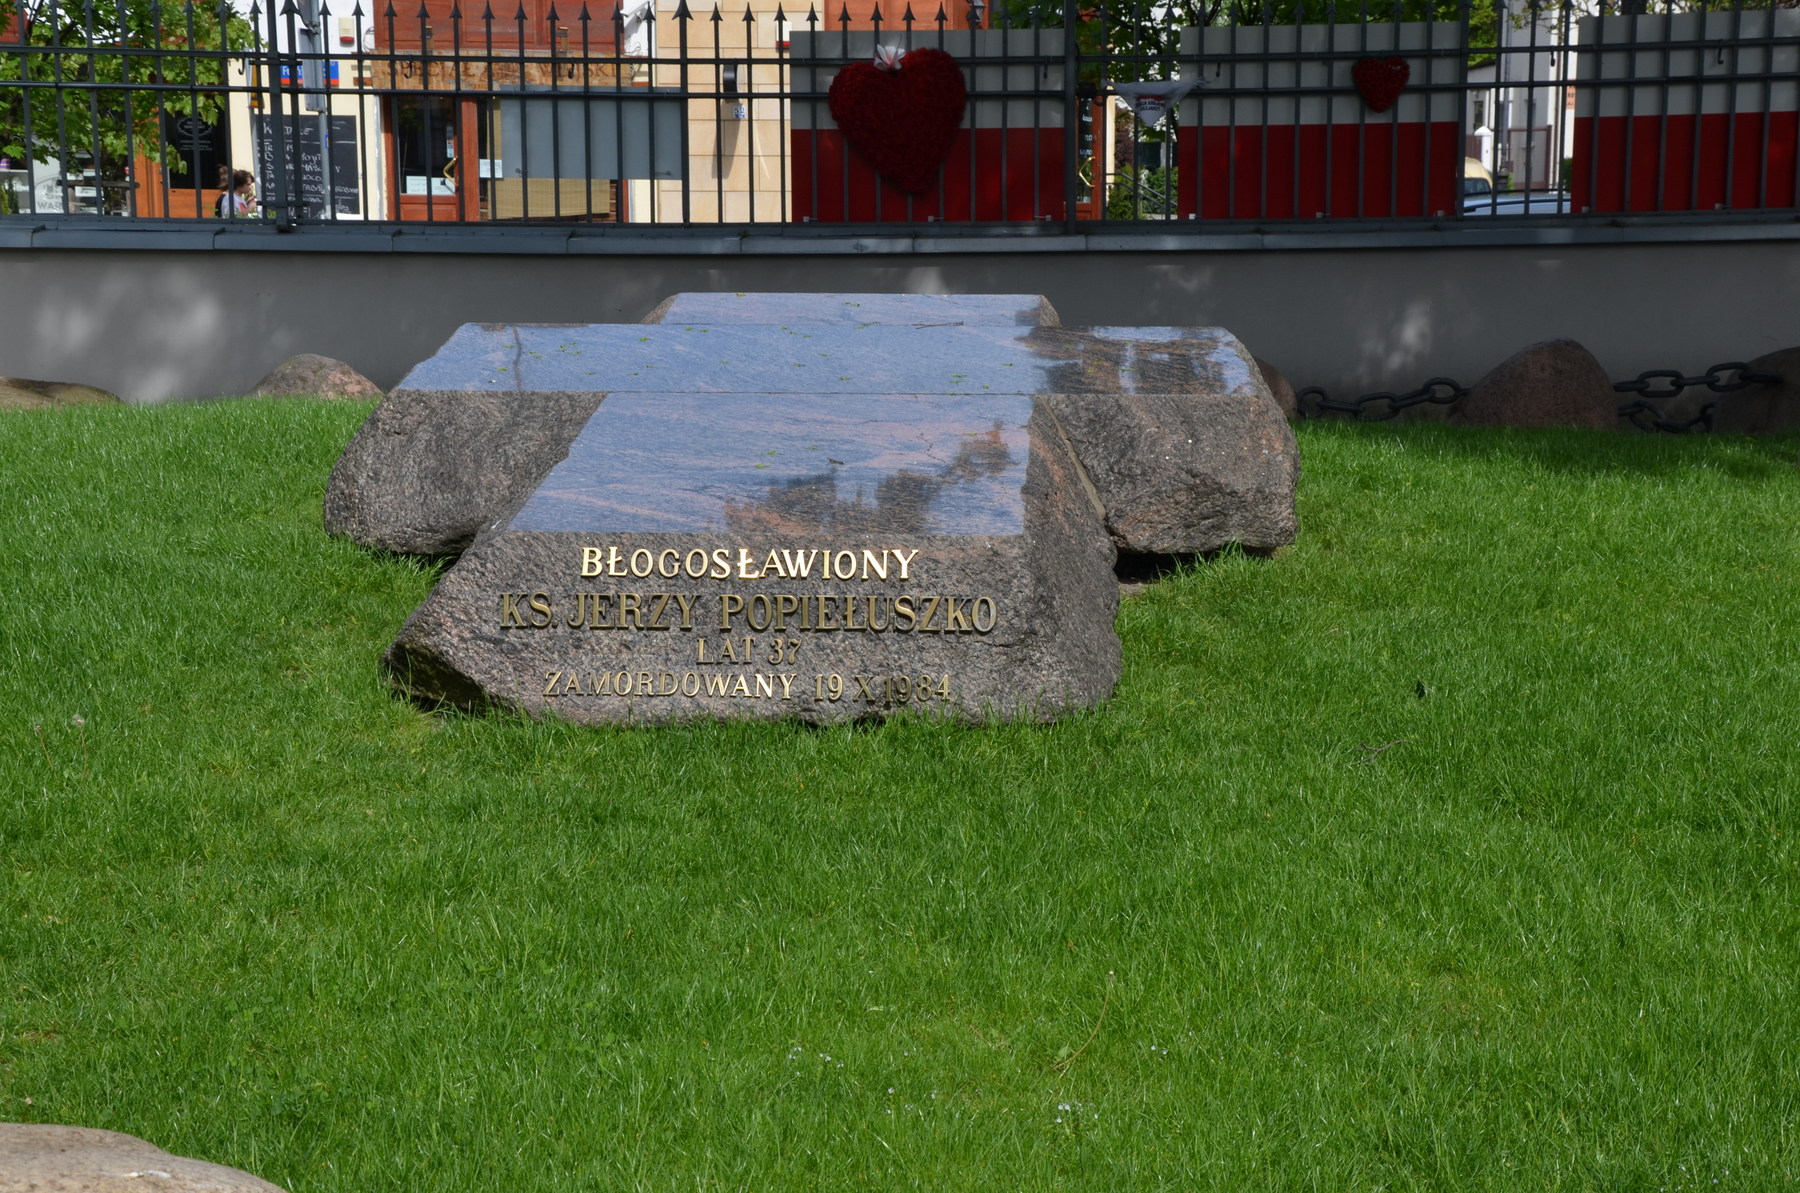 BŁOGOSŁAWIONY
KS. JERZY POPIEŁUSZKO
LAT 37
ZAMORDOWANY 19 X 1984